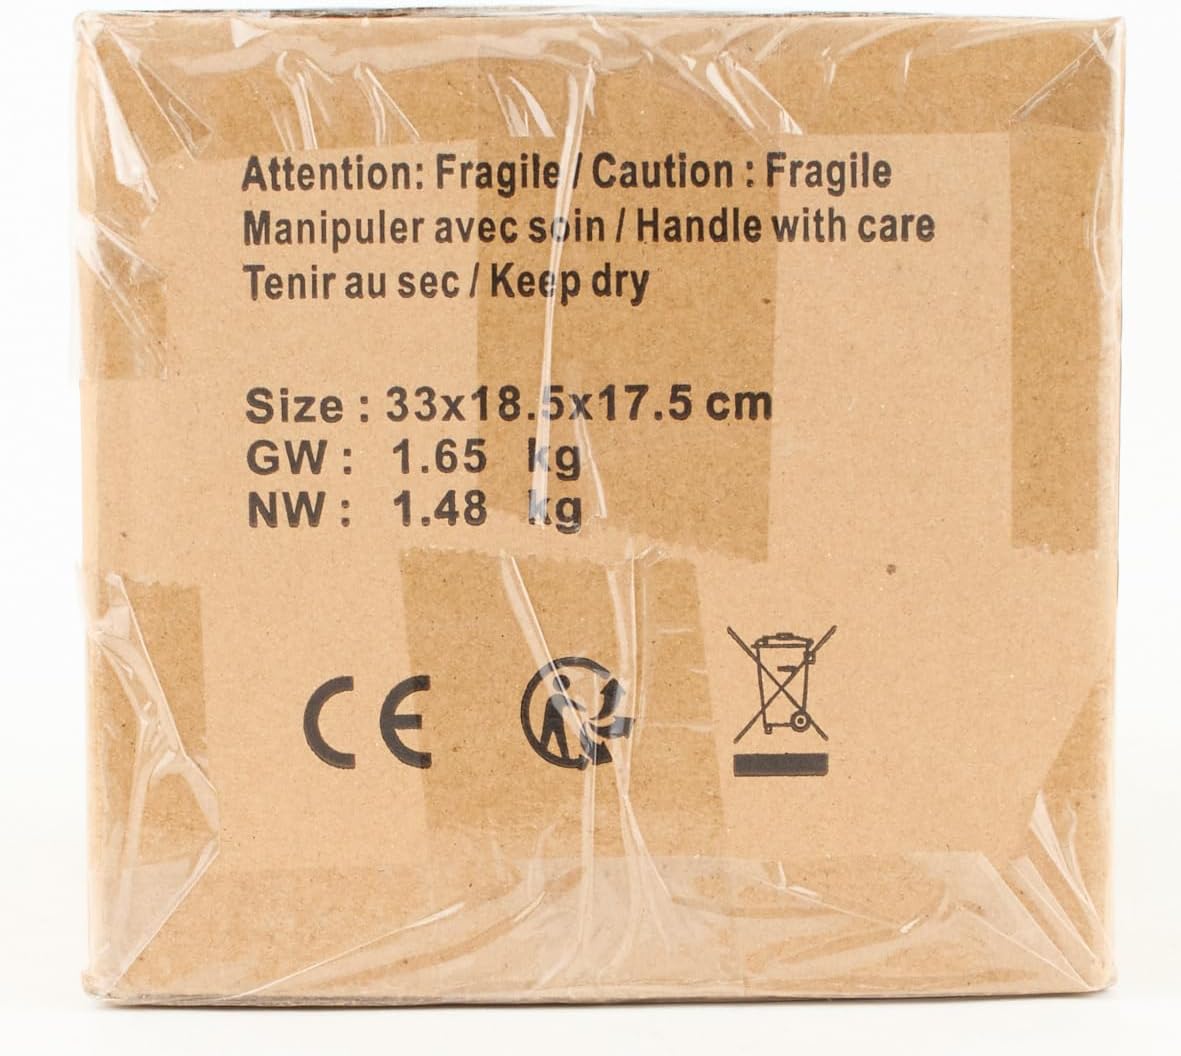 Attention: Fragile / Caution : Fragile
Manipuler avec soin / Handle with care
Tenir au sec / Keep dry
Size : 33x18.5x17.5 cm
GW : 1.65 kg
NW : 1.48 kg
CE